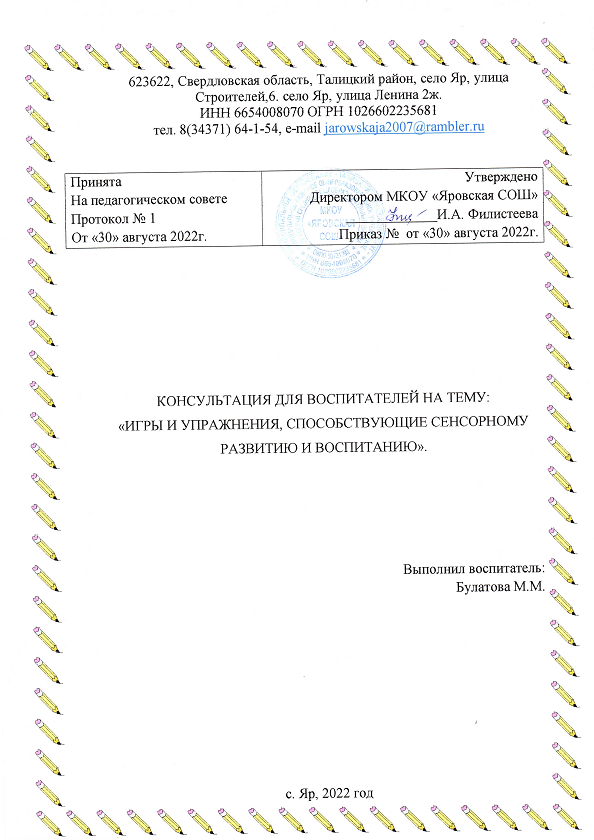 623622, Свердловская область, Талицкий район, село Яр, улица
Строителей,6. село Яр, улица Ленина 2ж.
ИНН 6654008070 ОГРН 1026602235681
тел. 8(34371) 64-1-54, e-mail jarowskaja2007@rambler.ru
Принята
На педагогическом совете
Протокол № 1
От «30» августа 2022г.
Утверждено
Директором МКОУ «Яровская СОШ»
И.А. Филистеева
Приказ № от «30» августа 2022г.
МКОУ
«ЯРОВСКАЯ
СОШ»
КОНСУЛЬТАЦИЯ ДЛЯ ВОСПИТАТЕЛЕЙ НА ТЕМУ:
«ИГРЫ И УПРАЖНЕНИЯ, СПОСОБСТВУЮЩИЕ СЕНСОРНОМУ
РАЗВИТИЮ И ВОСПИТАНИЮ».
Выполнил воспитатель:
Булатова М.М.
с. Яр, 2022 год